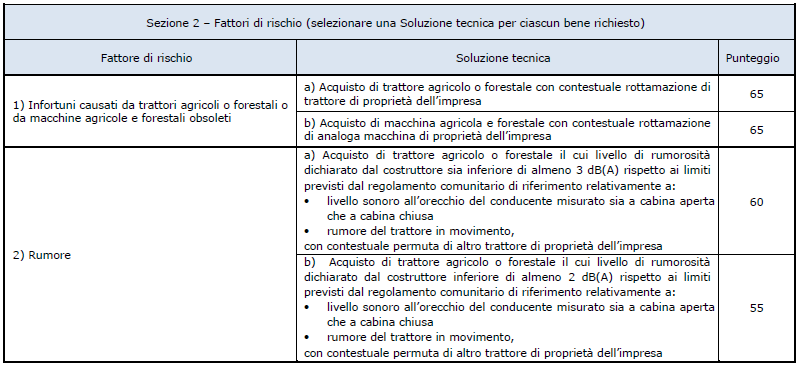 Sezione 2 – Fattori di rischio (selezionare una Soluzione tecnica per ciascun bene richiesto)
Fattore di rischio
Soluzione tecnica
Punteggio
1) Infortuni causati da trattori agricoli o forestali o
da macchine agricole e forestali obsoleti
a) Acquisto di trattore agricolo o forestale con contestuale rottamazione di
trattore di proprietà dell’impresa
65
b) Acquisto di macchina agricola e forestale con contestuale rottamazione
di analoga macchina di proprietà dell’impresa
65
2) Rumore
a) Acquisto di trattore agricolo o forestale il cui livello di rumorosità
dichiarato dal costruttore sia inferiore di almeno 3 dB(A) rispetto ai limiti
previsti dal regolamento comunitario di riferimento relativamente a:
• livello sonoro all’orecchio del conducente misurato sia a cabina aperta
che a cabina chiusa
• rumore del trattore in movimento,
con contestuale permuta di altro trattore di proprietà dell’impresa
60
b) Acquisto di trattore agricolo o forestale il cui livello di rumorosità
dichiarato dal costruttore inferiore di almeno 2 dB(A) rispetto ai limiti
previsti dal regolamento comunitario di riferimento relativamente a:
• livello sonoro all’orecchio del conducente misurato sia a cabina aperta
che a cabina chiusa
• rumore del trattore in movimento,
con contestuale permuta di altro trattore di proprietà dell’impresa
55